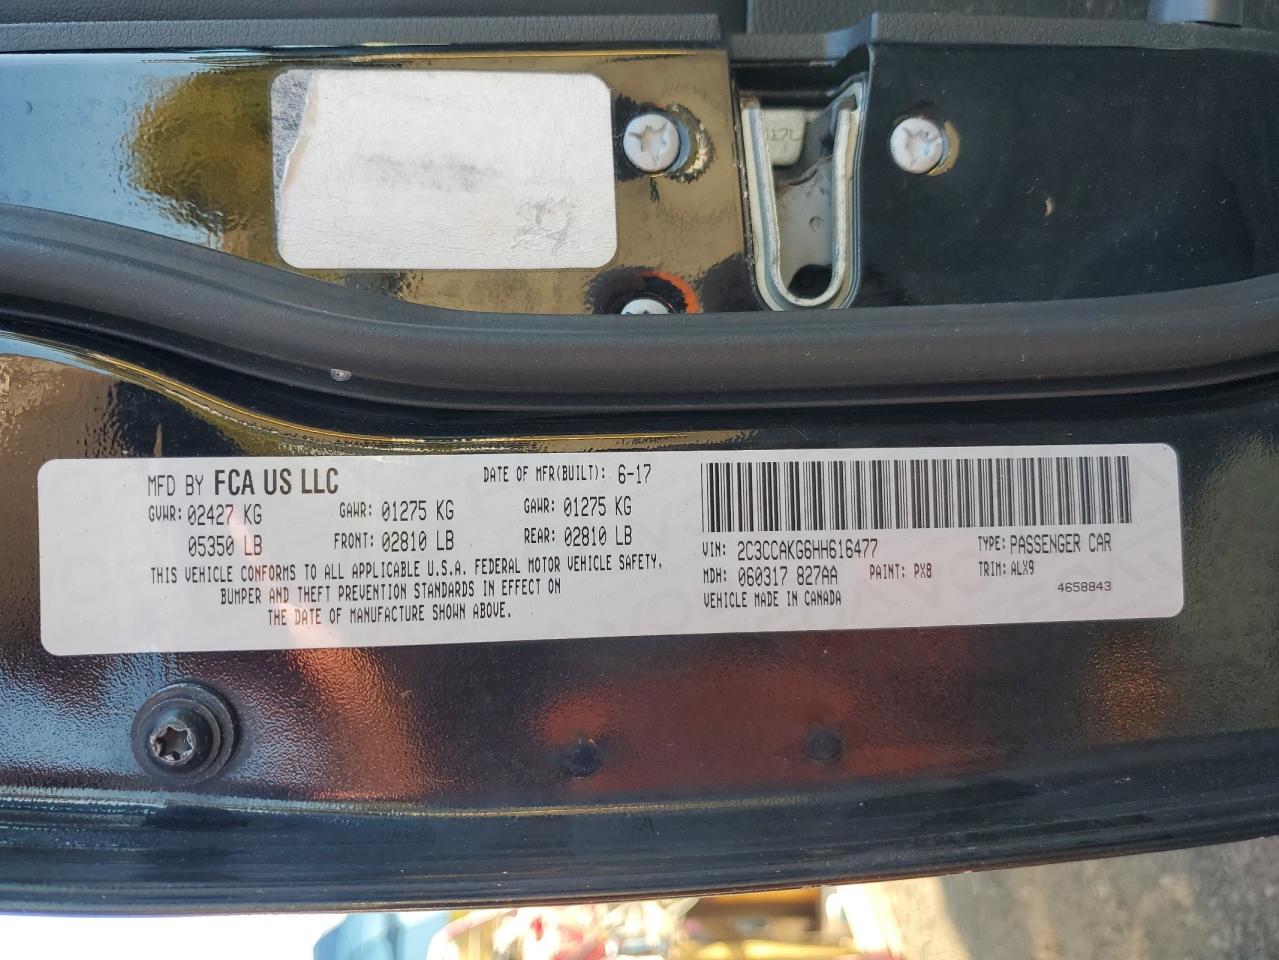 17L
MFD BY FCA US LLC DATE OF MFR(BUILT): 6-17
GVWR: 02427 KG GAWR: 01275 KG GAWR: 01275 KG
05350 LB FRONT: 02810 LB REAR: 02810 LB
THIS VEHICLE CONFORMS TO ALL APPLICABLE U.S.A. FEDERAL MOTOR VEHICLE SAFETY,
BUMPER AND THEFT PREVENTION STANDARDS IN EFFECT ON
THE DATE OF MANUFACTURE SHOWN ABOVE.
VIN: 2C3CCAKG6HH616477 TYPE: PASSENGER CAR
MDH: 060317 827AA PAINT: PX8 TRIM: ALX9
VEHICLE MADE IN CANADA 4658843